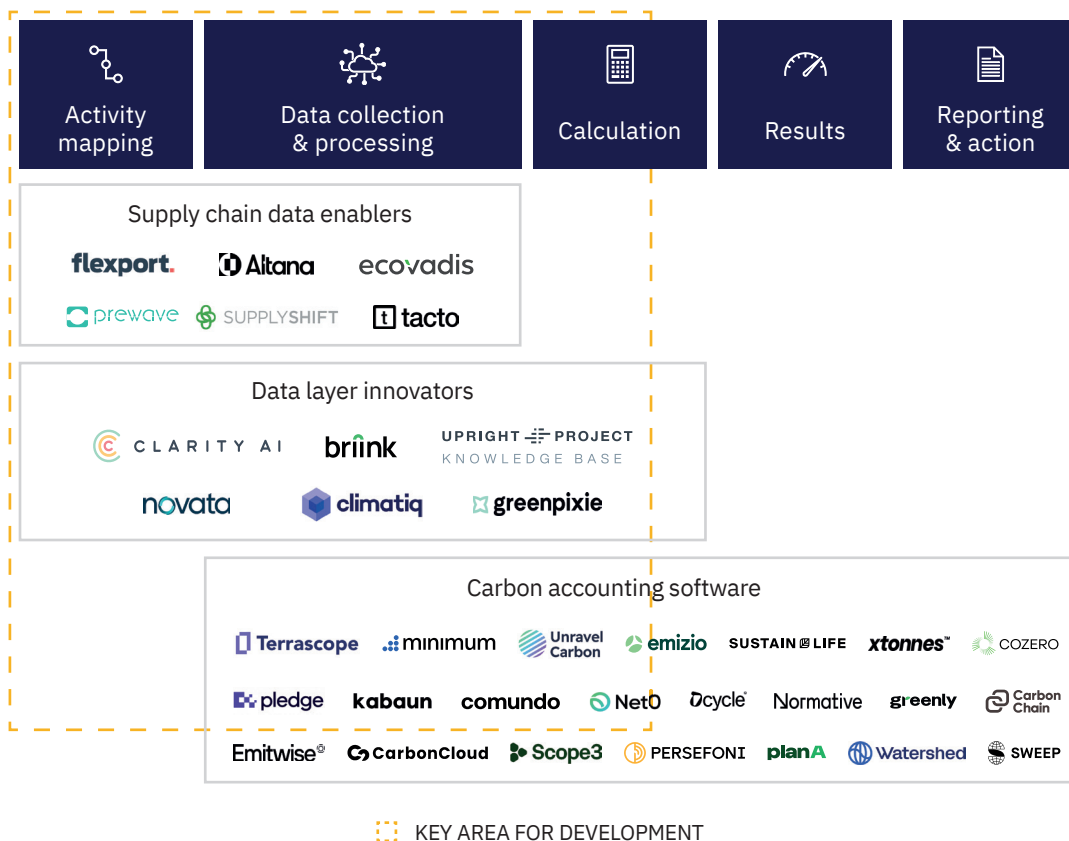 Activity
mapping
Data collection
& processing
Calculation
Results
Reporting
& action
Supply chain data enablers
flexport.
Altana
ecovadis
prewave
SUPPLYSHIFT
t tacto
Data layer innovators
C CLARITY AI
briink
UPRIGHT PROJECT
KNOWLEDGE BASE
novata
climatiq
greenpixie
Carbon accounting software
Terrascope
minimum
Unravel
Carbon
emizio
SUSTAIN LIFE
xtonnes™
COZERO
pledge
kabaun
comundo
Net0
Dcycle
Normative
greenly
Carbon
Chain
Emitwise
CarbonCloud
Scope3
PERSEFONI
planA
Watershed
SWEEP
KEY AREA FOR DEVELOPMENT